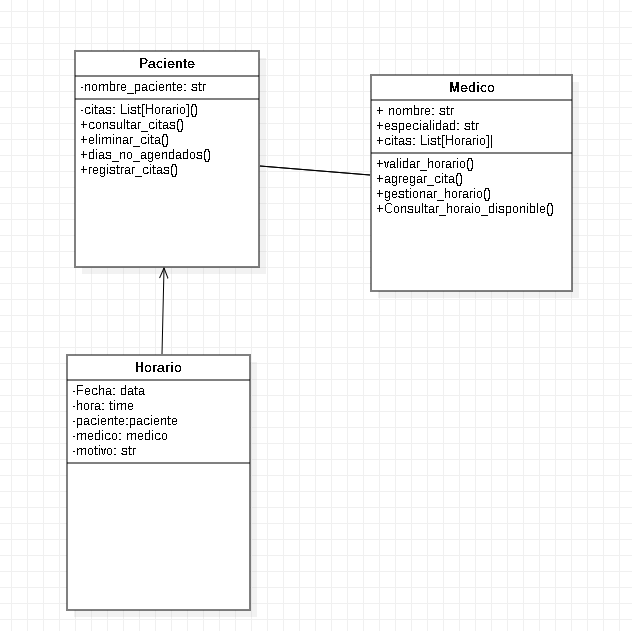 Paciente
-nombre_paciente: str
-citas: List[Horario]()
+consultar_citas()
+eliminar_cita()
+dias_no_agendados()
+registrar_citas()
Medico
+ nombre: str
+especialidad: str
+citas: List[Horario]|
+validar_horario()
+agregar_cita()
+gestionar_horario()
+Consultar_horaio_disponible()
Horario
-Fecha: data
-hora: time
-paciente:paciente
-medico: medico
-motivo: str